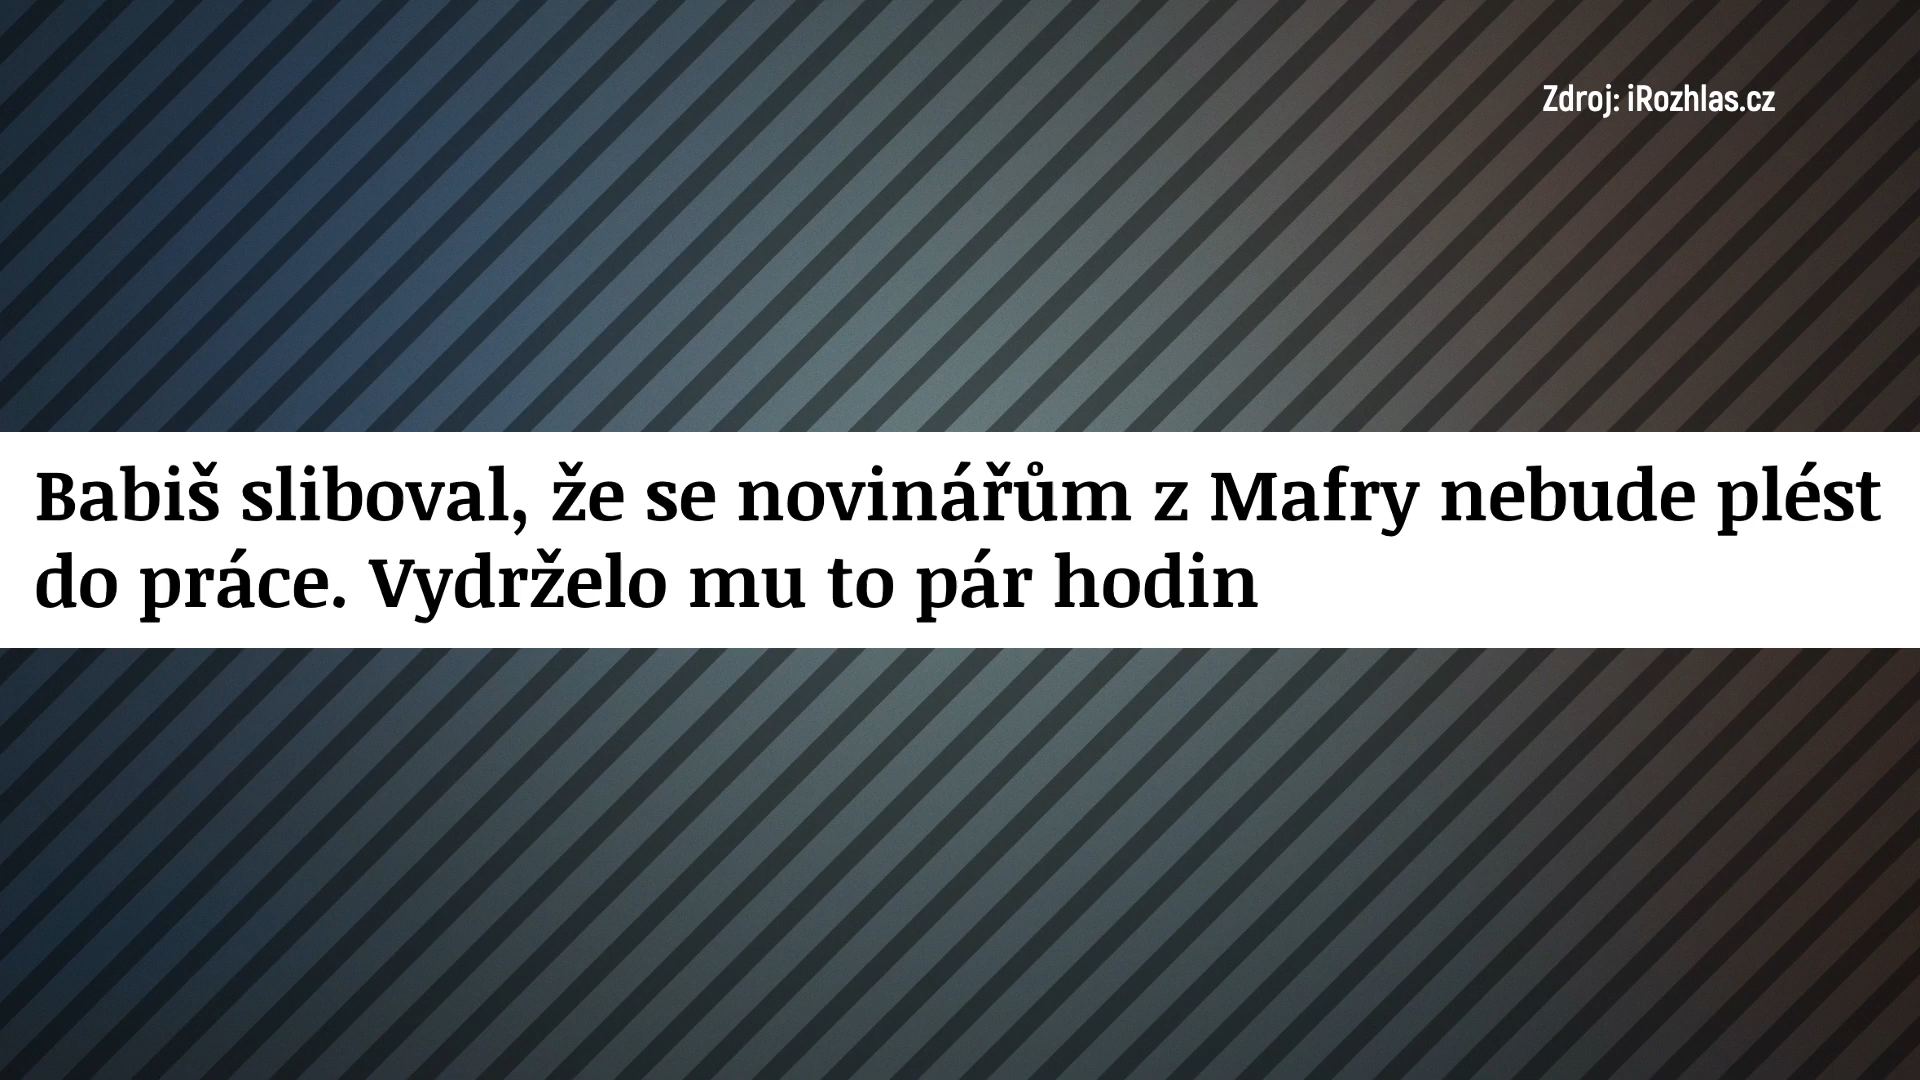 Zdroj: iRozhlas.cz
Babiš sliboval, že se novinářům z Mafry nebude plést
do práce. Vydrželo mu to pár hodin